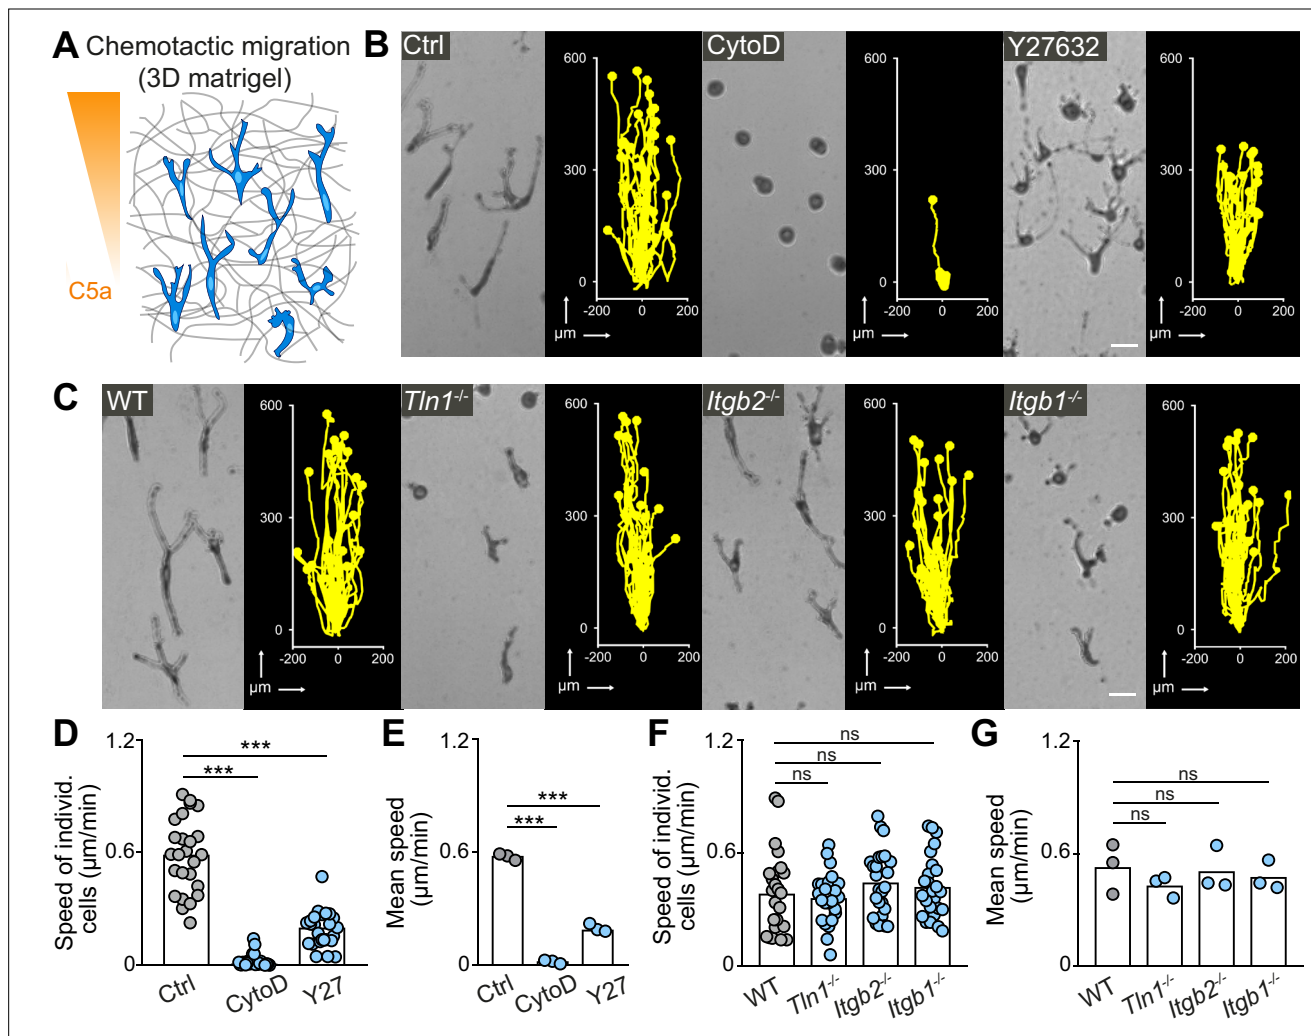 A Chemotactic migration
(3D matrigel)
C5a
B
Ctrl
600
300
0
-200 0 200
µm
CytoD
600
300
0
-200 0 200
µm
Y27632
600
300
0
-200 0 200
µm
C
WT
600
300
0
-200 0 200
µm
Tln1-/-
600
300
0
-200 0 200
µm
Itgb2-/-
600
300
0
-200 0 200
µm
Itgb1-/-
600
300
0
-200 0 200
µm
D
Speed of individ.
cells (µm/min)
1.2
0.6
0
***
***
Ctrl
CytoD
Y27
E
Mean speed
(µm/min)
1.2
0.6
0
***
***
Ctrl
CytoD
Y27
F
Speed of individ.
cells (µm/min)
1.2
0.6
0
ns
ns
ns
WT
Tln1-/-
Itgb2-/-
Itgb1-/-
G
Mean speed
(µm/min)
1.2
0.6
0
ns
ns
ns
WT
Tln1-/-
Itgb2-/-
Itgb1-/-